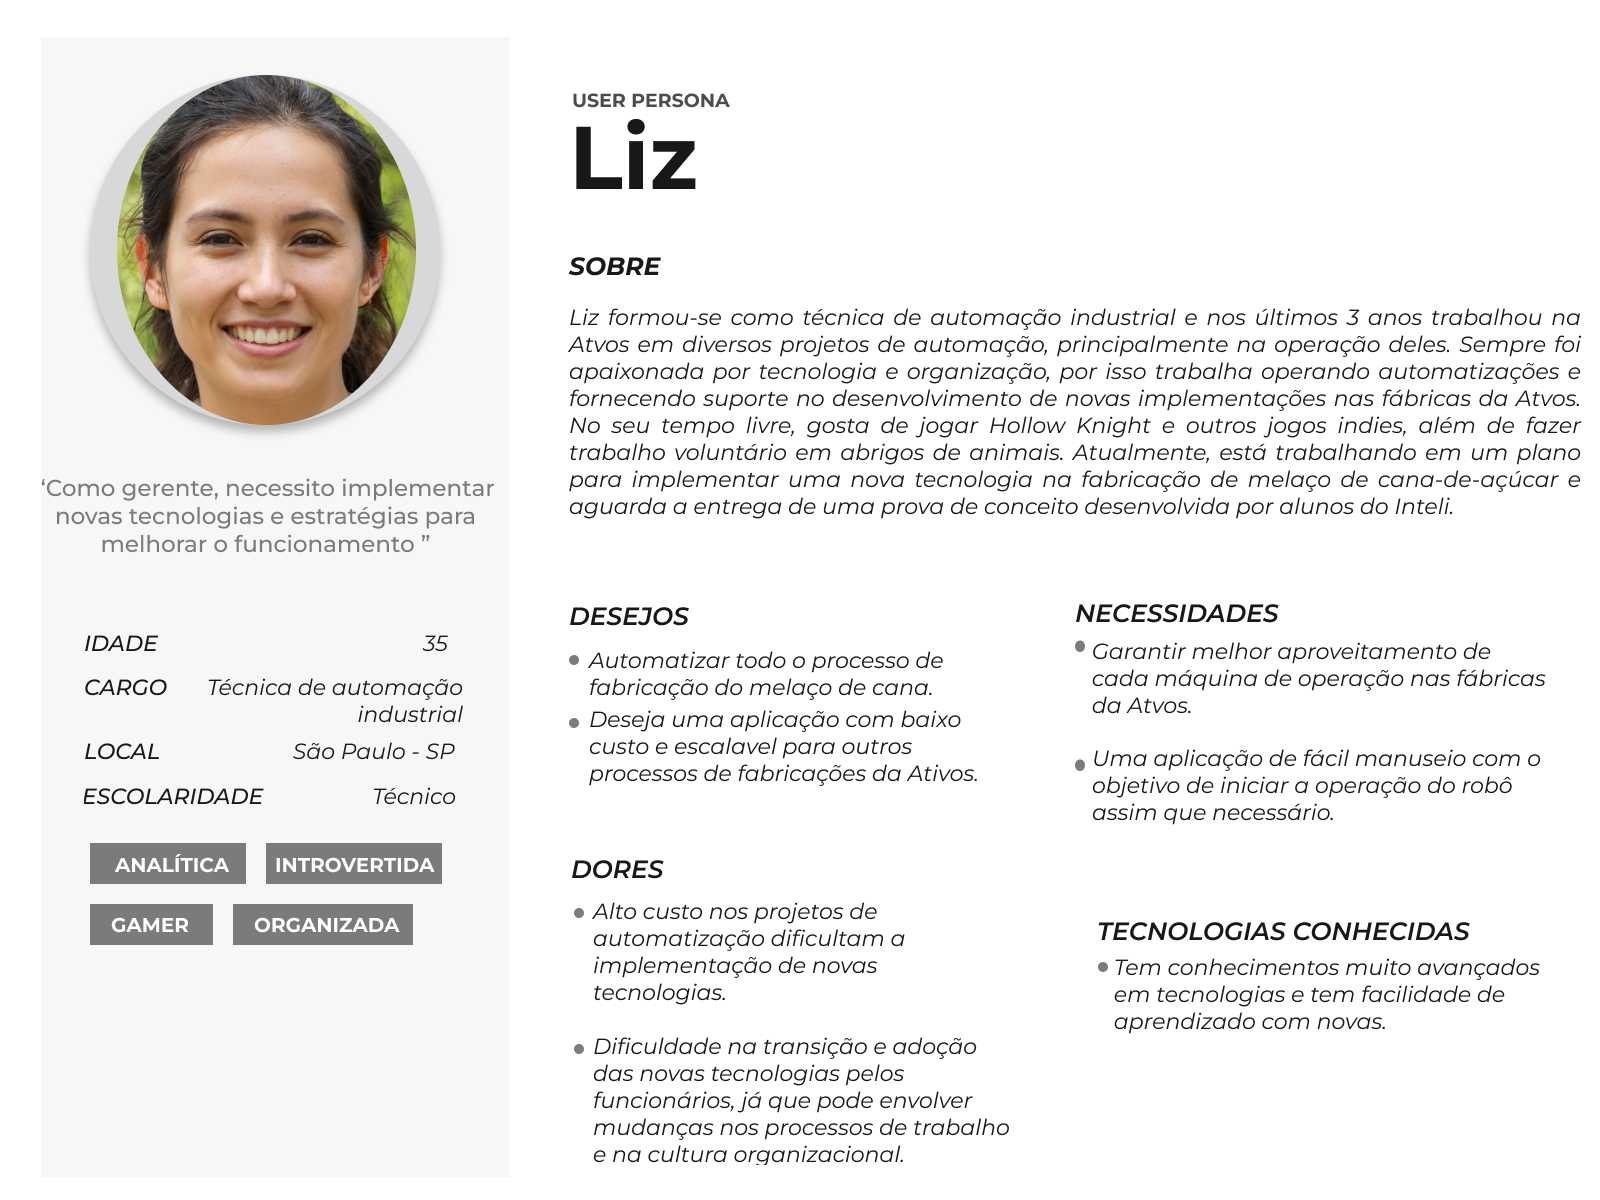 ‘Como gerente, necessito implementar
novas tecnologias e estratégias para
melhorar o funcionamento ”
IDADE 35
CARGO Técnica de automação
industrial
LOCAL São Paulo - SP
ESCOLARIDADE Técnico
ANALÍTICA INTROVERTIDA
GAMER ORGANIZADA
USER PERSONA
Liz
SOBRE
Liz formou-se como técnica de automação industrial e nos últimos 3 anos trabalhou na
Atvos em diversos projetos de automação, principalmente na operação deles. Sempre foi
apaixonada por tecnologia e organização, por isso trabalha operando automatizações e
fornecendo suporte no desenvolvimento de novas implementações nas fábricas da Atvos.
No seu tempo livre, gosta de jogar Hollow Knight e outros jogos indies, além de fazer
trabalho voluntário em abrigos de animais. Atualmente, está trabalhando em um plano
para implementar uma nova tecnologia na fabricação de melaço de cana-de-açúcar e
aguarda a entrega de uma prova de conceito desenvolvida por alunos do Inteli.
DESEJOS
Automatizar todo o processo de
fabricação do melaço de cana.
Deseja uma aplicação com baixo
custo e escalavel para outros
processos de fabricações da Ativos.
DORES
Alto custo nos projetos de
automatização dificultam a
implementação de novas
tecnologias.
Dificuldade na transição e adoção
das novas tecnologias pelos
funcionários, já que pode envolver
mudanças nos processos de trabalho
e na cultura organizacional.
NECESSIDADES
Garantir melhor aproveitamento de
cada máquina de operação nas fábricas
da Atvos.
Uma aplicação de fácil manuseio com o
objetivo de iniciar a operação do robô
assim que necessário.
TECNOLOGIAS CONHECIDAS
Tem conhecimentos muito avançados
em tecnologias e tem facilidade de
aprendizado com novas.